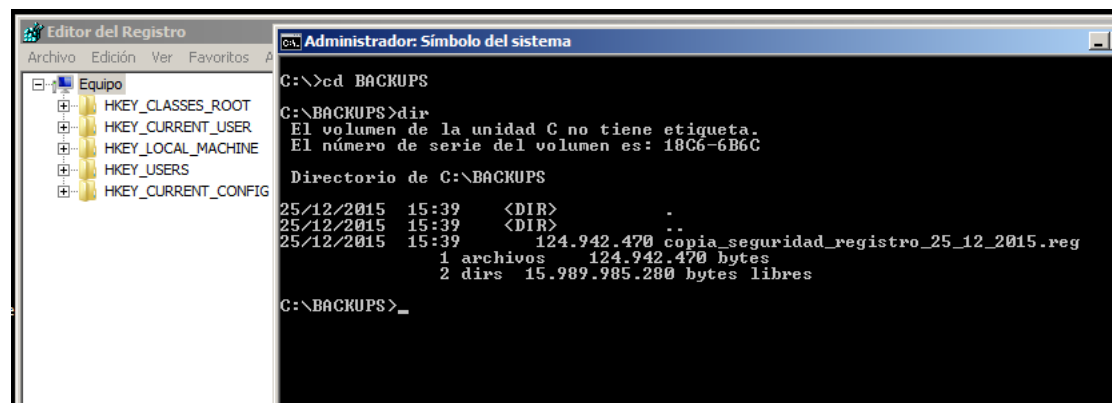 Editor del Registro
Archivo Edición Ver Favoritos A
Equipo
HKEY_CLASSES_ROOT
HKEY_CURRENT_USER
HKEY_LOCAL_MACHINE
HKEY_USERS
HKEY_CURRENT_CONFIG
Administrador: Símbolo del sistema
C:\>cd BACKUPS
C:\BACKUPS>dir
El volumen de la unidad C no tiene etiqueta.
El número de serie del volumen es: 18C6-6B6C
Directorio de C:\BACKUPS
25/12/2015 15:39 <DIR> .
25/12/2015 15:39 <DIR> ..
25/12/2015 15:39 124.942.470 copia_seguridad_registro_25_12_2015.reg
1 archivos 124.942.470 bytes
2 dirs 15.989.985.280 bytes libres
C:\BACKUPS>_